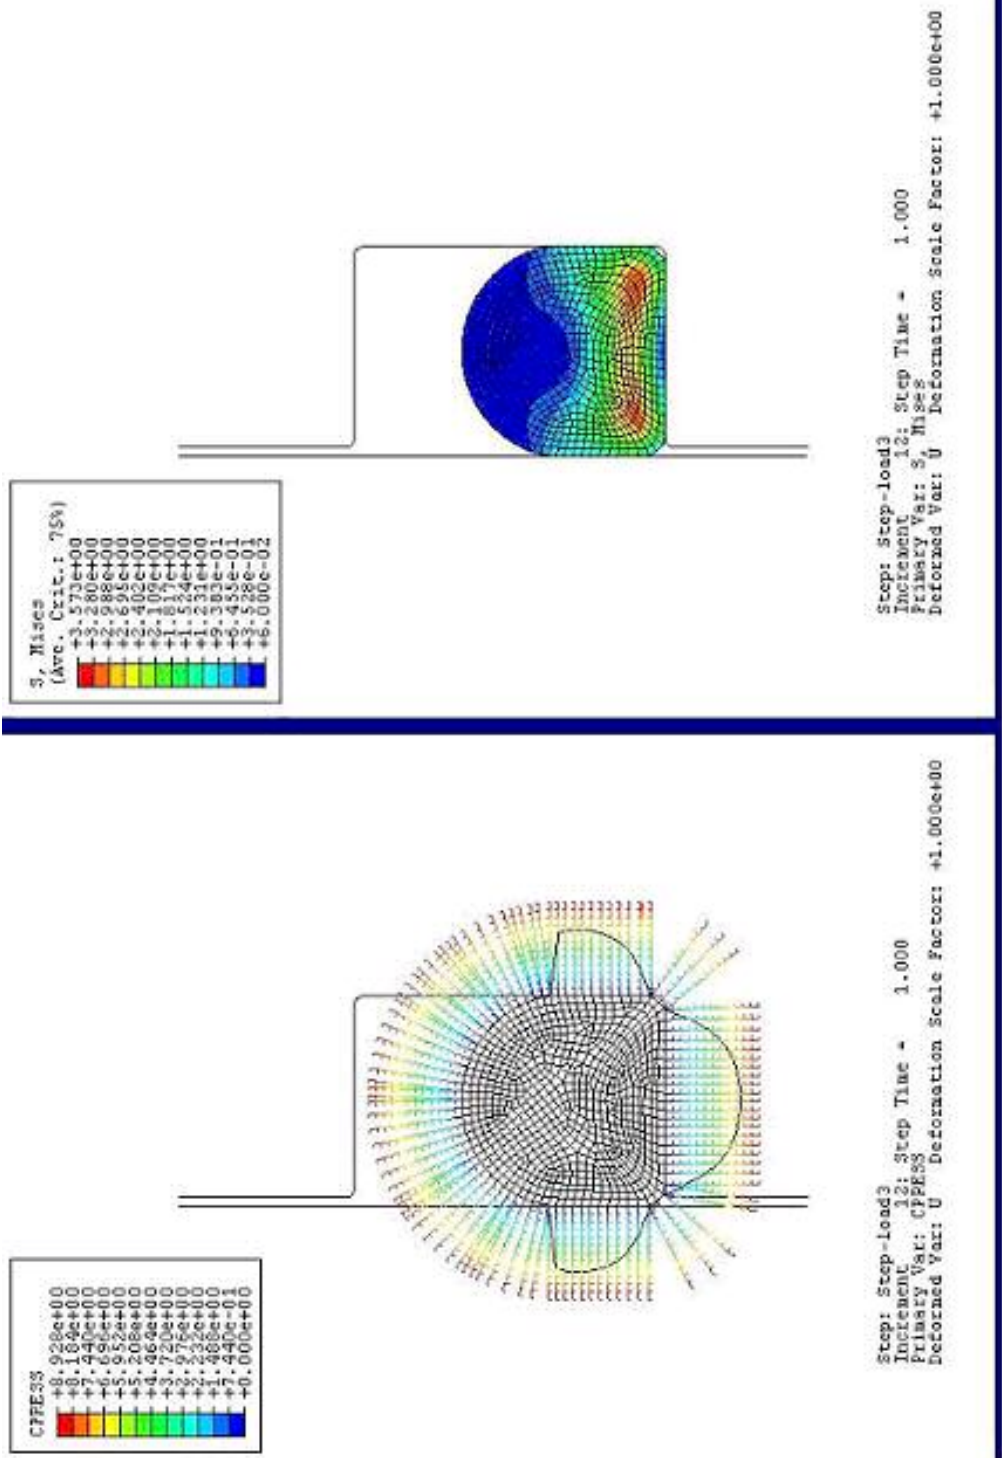 CPRESS
+8.928e+00
+8.184e+00
+7.440e+00
+6.696e+00
+5.952e+00
+5.208e+00
+4.464e+00
+3.720e+00
+2.976e+00
+2.232e+00
+1.488e+00
+7.440e-01
+0.000e+00
Step: Step-load3
Increment 12: Step Time = 1.000
Primary Var: CPRESS
Deformed Var: U Deformation Scale Factor: +1.000e+00
S, Mises
(Ave. Crit.: 75%)
+3.573e+00
+3.280e+00
+2.988e+00
+2.695e+00
+2.402e+00
+2.109e+00
+1.817e+00
+1.524e+00
+1.231e+00
+9.383e-01
+6.455e-01
+3.528e-01
+6.000e-02
Step: Step-load3
Increment 12: Step Time = 1.000
Primary Var: S, Mises
Deformed Var: U Deformation Scale Factor: +1.000e+00